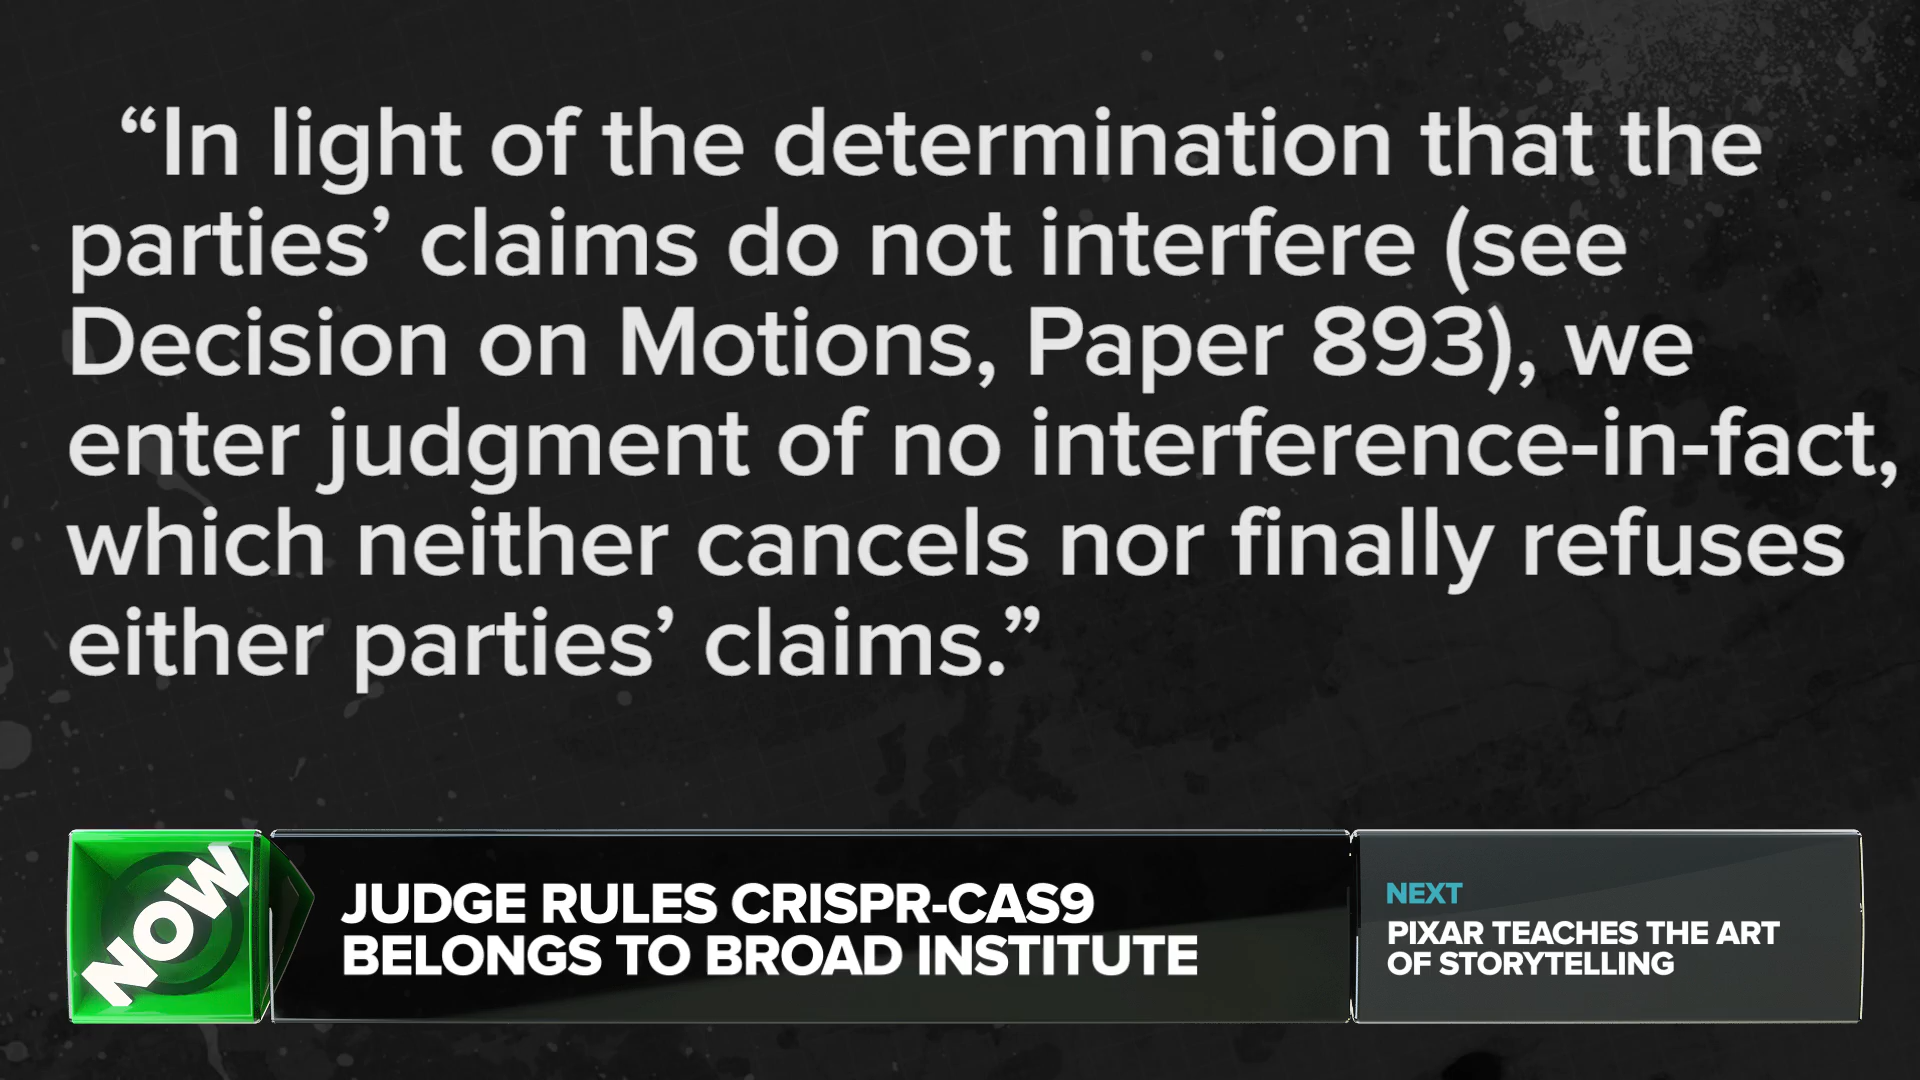 “In light of the determination that the
parties’ claims do not interfere (see
Decision on Motions, Paper 893), we
enter judgment of no interference-in-fact,
which neither cancels nor finally refuses
either parties’ claims.”
NOW
JUDGE RULES CRISPR-CAS9
BELONGS TO BROAD INSTITUTE
NEXT
PIXAR TEACHES THE ART
OF STORYTELLING